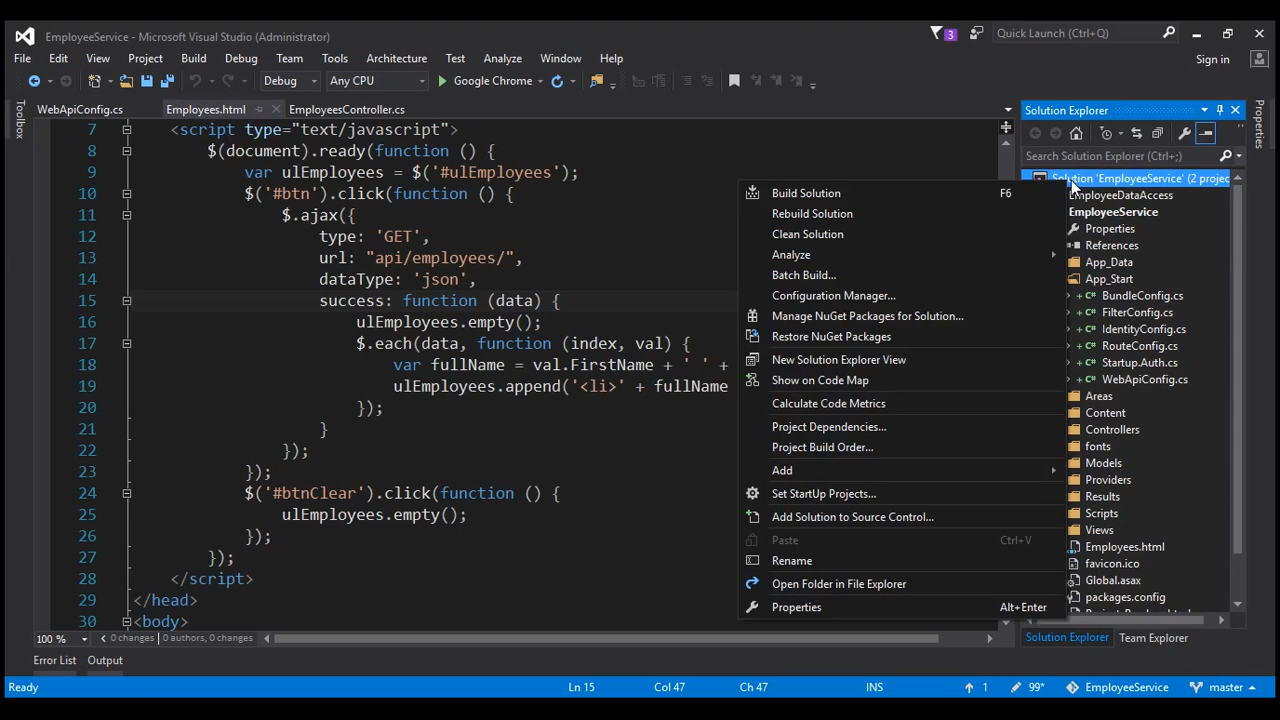 EmployeeService - Microsoft Visual Studio (Administrator)
3
Quick Launch (Ctrl+Q)
File Edit View Project Build Debug Team Tools Architecture Test Analyze Window Help
Sign in
Debug Any CPU Google Chrome
Toolbox
WebApiConfig.cs Employees.html EmployeesController.cs
7 <script type="text/javascript">
8 $(document).ready(function () {
9 var ulEmployees = $('#ulEmployees');
10 $('#btn').click(function () {
11 $.ajax({
12 type: 'GET',
13 url: "api/employees/",
14 dataType: 'json',
15 success: function (data) {
16 ulEmployees.empty();
17 $.each(data, function (index, val) {
18 var fullName = val.FirstName + ' ' +
19 ulEmployees.append('<li>' + fullName
20 });
21 }
22 });
23 });
24 $('#btnClear').click(function () {
25 ulEmployees.empty();
26 });
27 });
28 </script>
29 </head>
30 <body>
100 % 0 changes | 0 authors, 0 changes
Build Solution F6
Rebuild Solution
Clean Solution
Analyze
Batch Build...
Configuration Manager...
Manage NuGet Packages for Solution...
Restore NuGet Packages
New Solution Explorer View
Show on Code Map
Calculate Code Metrics
Project Dependencies...
Project Build Order...
Add
Set StartUp Projects...
Add Solution to Source Control...
Paste Ctrl+V
Rename
Open Folder in File Explorer
Properties Alt+Enter
Solution Explorer
Search Solution Explorer (Ctrl+;)
Solution 'EmployeeService' (2 projec
EmployeeDataAccess
EmployeeService
Properties
References
App_Data
App_Start
C# BundleConfig.cs
C# FilterConfig.cs
C# IdentityConfig.cs
C# RouteConfig.cs
C# Startup.Auth.cs
C# WebApiConfig.cs
Areas
Content
Controllers
fonts
Models
Providers
Results
Scripts
Views
Employees.html
favicon.ico
Global.asax
packages.config
Solution Explorer Team Explorer
Properties
Error List Output
Ready Ln 15 Col 47 Ch 47 INS 1 99* EmployeeService master